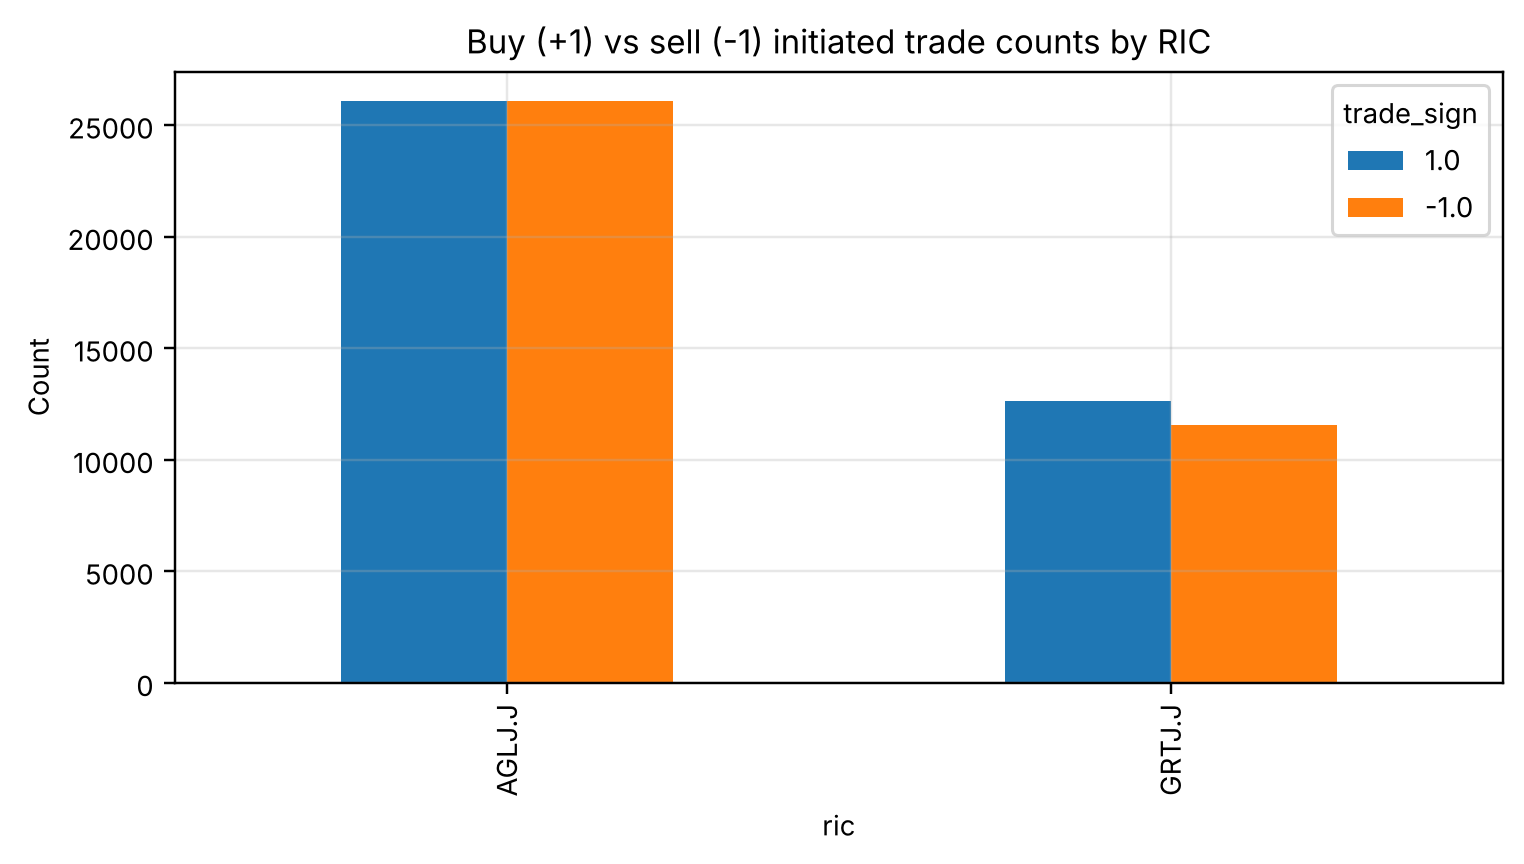 Buy (+1) vs sell (-1) initiated trade counts by RIC
trade_sign
1.0
-1.0
Count
25000
20000
15000
10000
5000
0
AGLJ.J
GRTJ.J
ric